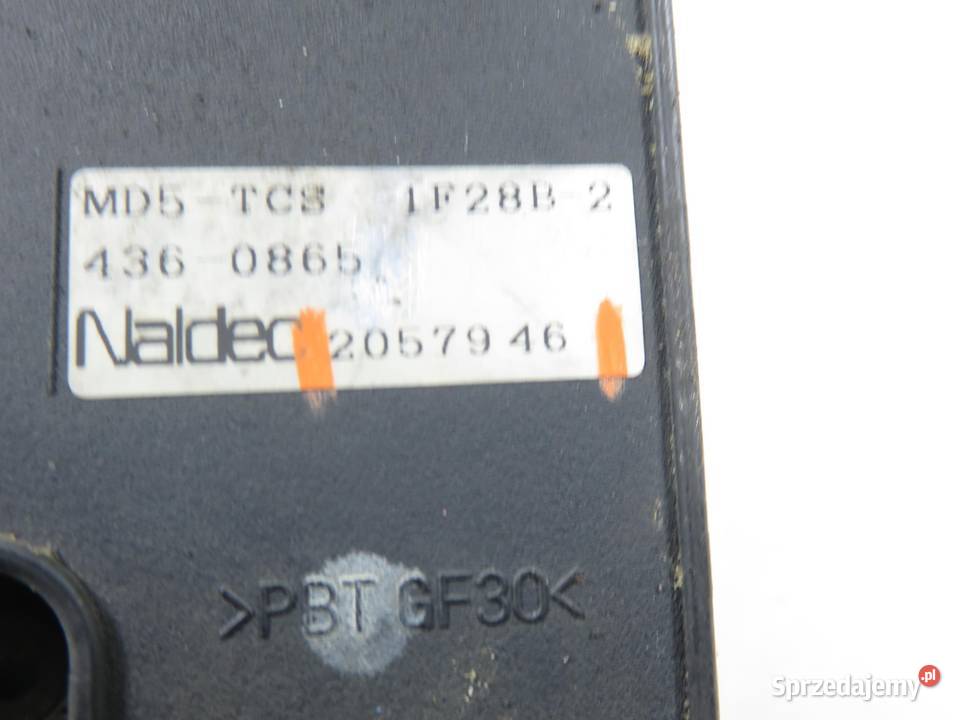 MD5-TCS 1F28B-2
436-0865
Naldec 2057946
>PBT GF30<
Sprzedajemy.pl